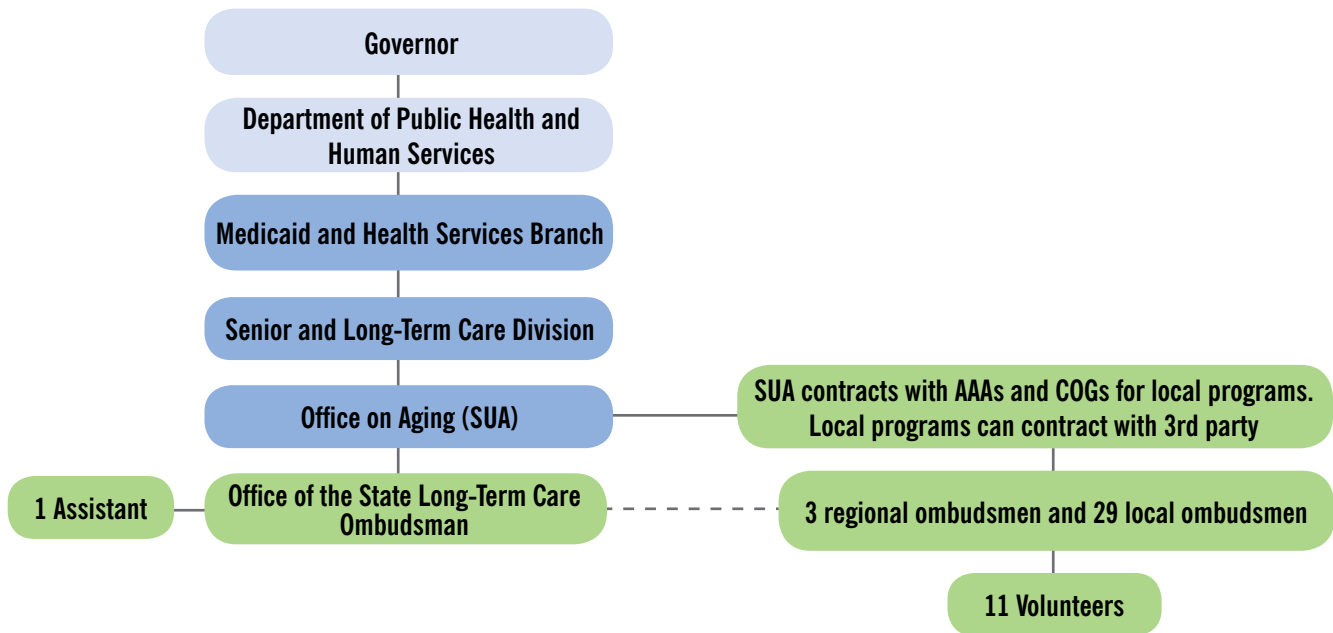 Governor
Department of Public Health and
Human Services
Medicaid and Health Services Branch
Senior and Long-Term Care Division
Office on Aging (SUA)
SUA contracts with AAAs and COGs for local programs.
Local programs can contract with 3rd party
1 Assistant
Office of the State Long-Term Care
Ombudsman
3 regional ombudsmen and 29 local ombudsmen
11 Volunteers